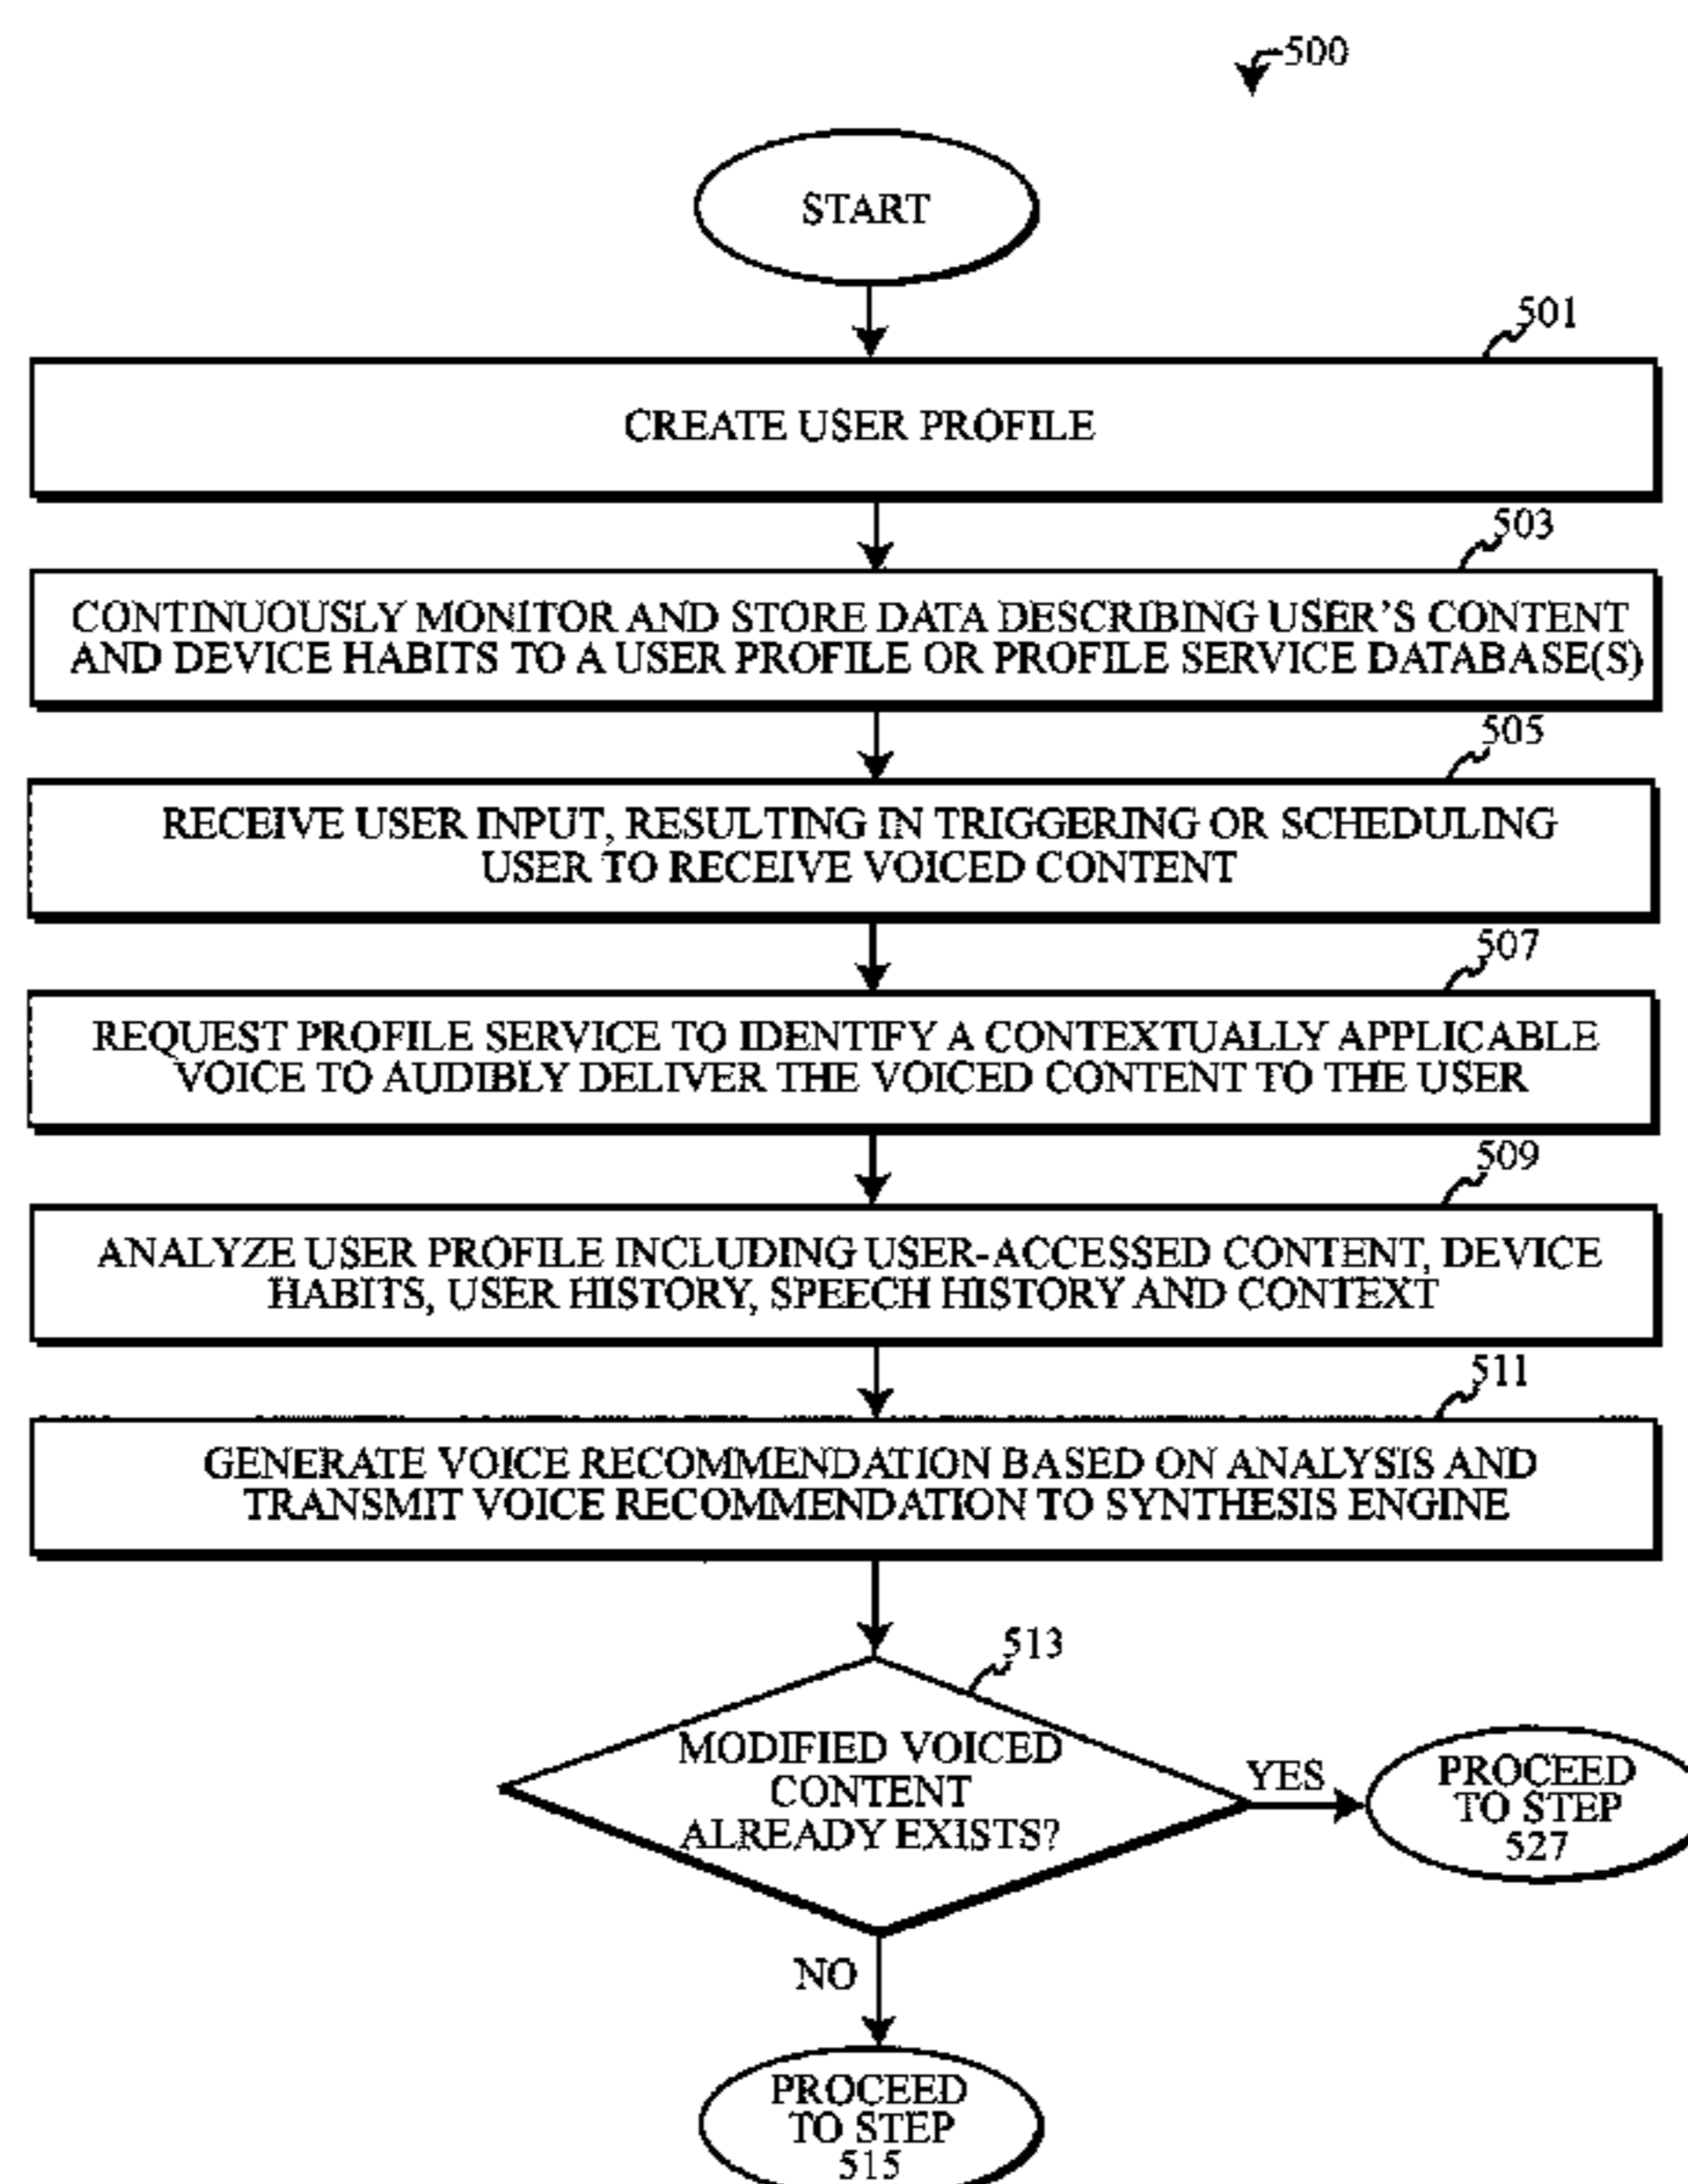 500
START
501
CREATE USER PROFILE
503
CONTINUOUSLY MONITOR AND STORE DATA DESCRIBING USER'S CONTENT
AND DEVICE HABITS TO A USER PROFILE OR PROFILE SERVICE DATABASE(S)
505
RECEIVE USER INPUT, RESULTING IN TRIGGERING OR SCHEDULING
USER TO RECEIVE VOICED CONTENT
507
REQUEST PROFILE SERVICE TO IDENTIFY A CONTEXTUALLY APPLICABLE
VOICE TO AUDIBLY DELIVER THE VOICED CONTENT TO THE USER
509
ANALYZE USER PROFILE INCLUDING USER-ACCESSED CONTENT, DEVICE
HABITS, USER HISTORY, SPEECH HISTORY AND CONTEXT
511
GENERATE VOICE RECOMMENDATION BASED ON ANALYSIS AND
TRANSMIT VOICE RECOMMENDATION TO SYNTHESIS ENGINE
513
MODIFIED VOICED
CONTENT
ALREADY EXISTS?
YES
PROCEED
TO STEP
527
NO
PROCEED
TO STEP
515